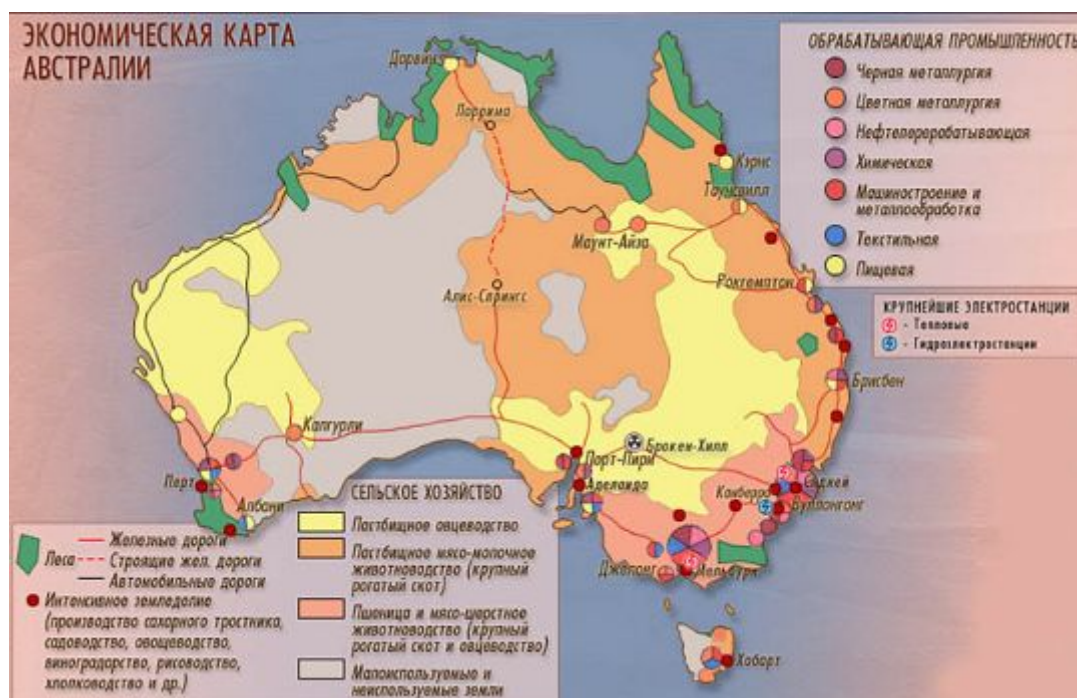 ЭКОНОМИЧЕСКАЯ КАРТА
АВСТРАЛИИ
ОБРАБАТЫВАЮЩАЯ ПРОМЫШЛЕННОСТЬ
Черная металлургия
Цветная металлургия
Нефтеперерабатывающая
Химическая
Машиностроение и
металлообработка
Текстильная
Пищевая
КРУПНЕЙШИЕ ЭЛЕКТРОСТАНЦИИ
- Тепловые
- Гидроэлектростанции
Дарвин
Ларрима
Кэрнс
Таунсвилл
Маунт-Айза
Рокгемптон
Алис-Спрингс
Брисбен
Калгурли
Брокен-Хилл
Порт-Пири
Перт
Аделаида
Сидней
Канберра
Вуллонгонг
Албани
Джелонг
Мельбурн
Хобарт
СЕЛЬСКОЕ ХОЗЯЙСТВО
Пастбищное овцеводство
Пастбищное мясо-молочное
животноводство (крупный
рогатый скот)
Пшеница и мясо-шерстное
животноводство (крупный
рогатый скот и овцеводство)
Малоиспользуемые и
неиспользуемые земли
Леса
Железные дороги
Строящие жел. дороги
Автомобильные дороги
Интенсивное земледелие
(производство сахарного тростника,
садоводство, овощеводство,
виноградарство, рисоводство,
хлопководство и др.)